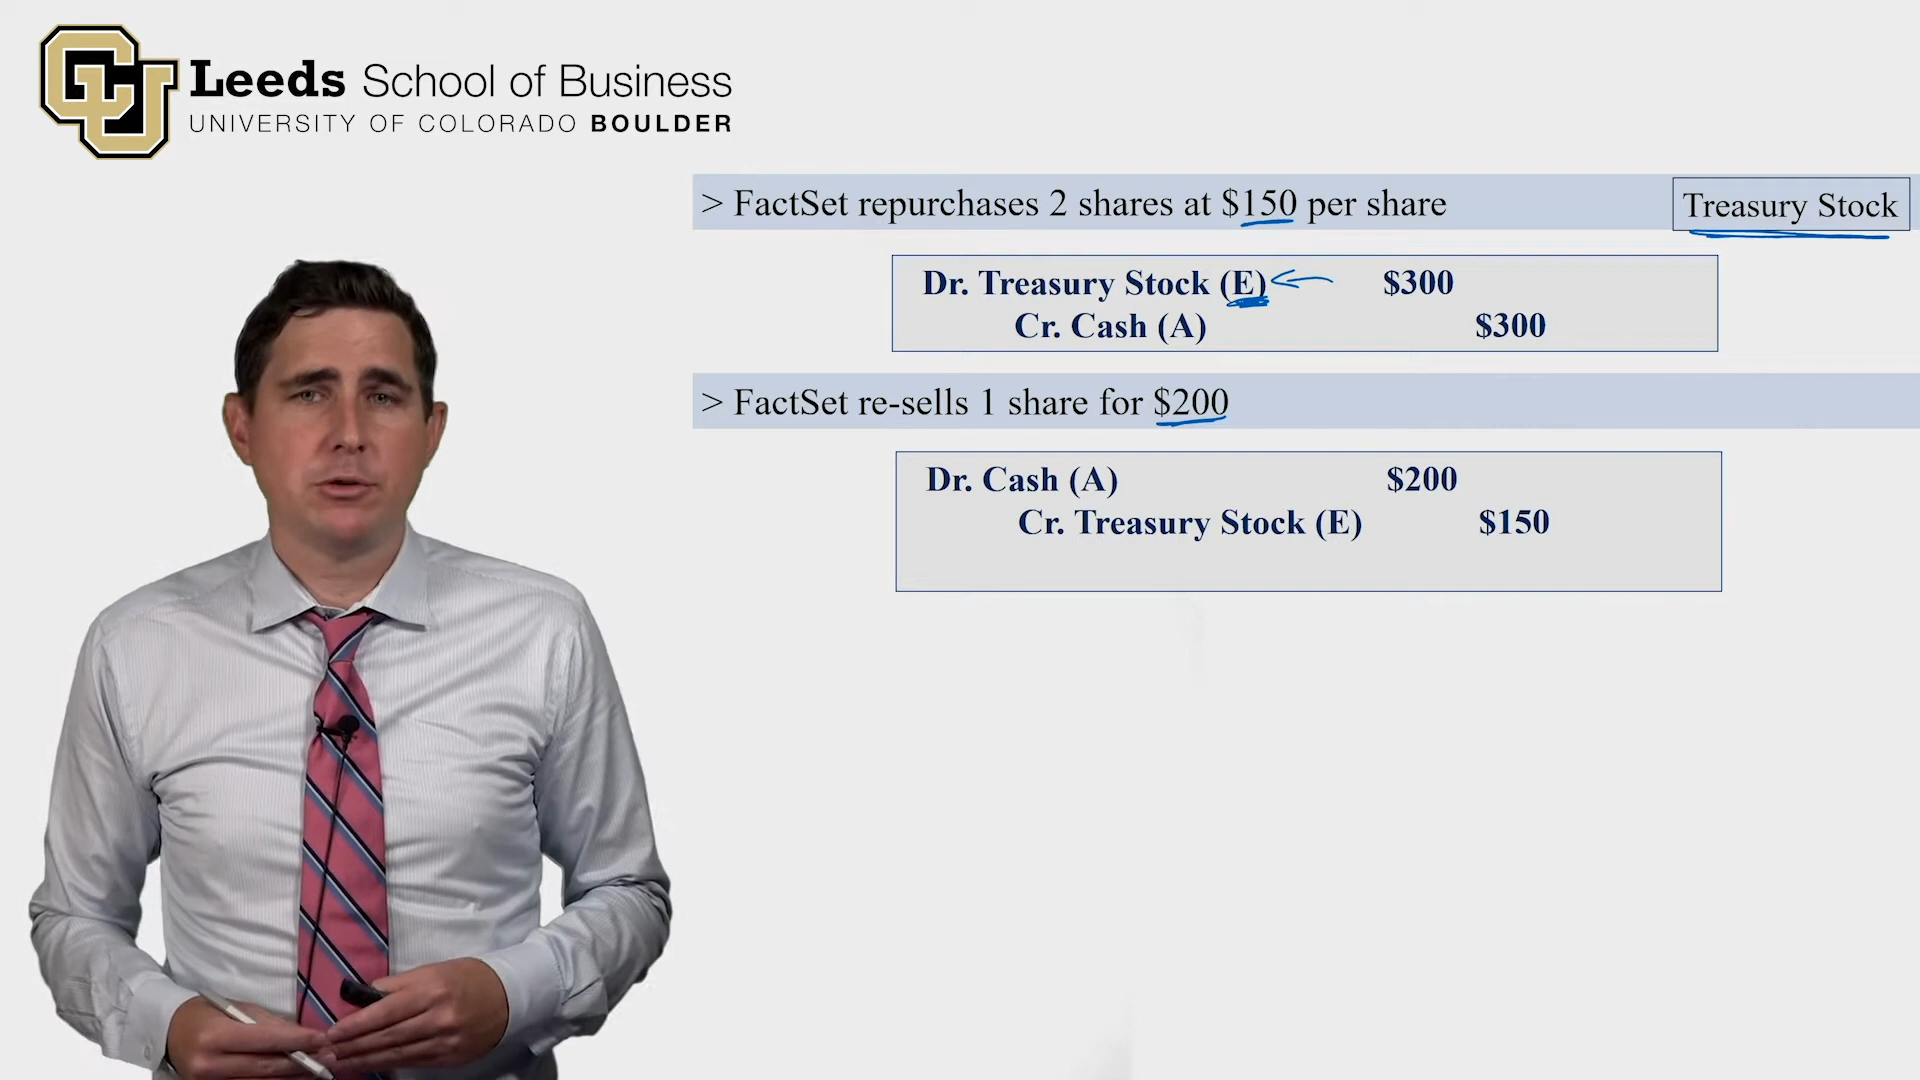 CU
Leeds School of Business
UNIVERSITY OF COLORADO BOULDER
> FactSet repurchases 2 shares at $150 per share
Treasury Stock
Dr. Treasury Stock (E) $300
Cr. Cash (A) $300
> FactSet re-sells 1 share for $200
Dr. Cash (A) $200
Cr. Treasury Stock (E) $150